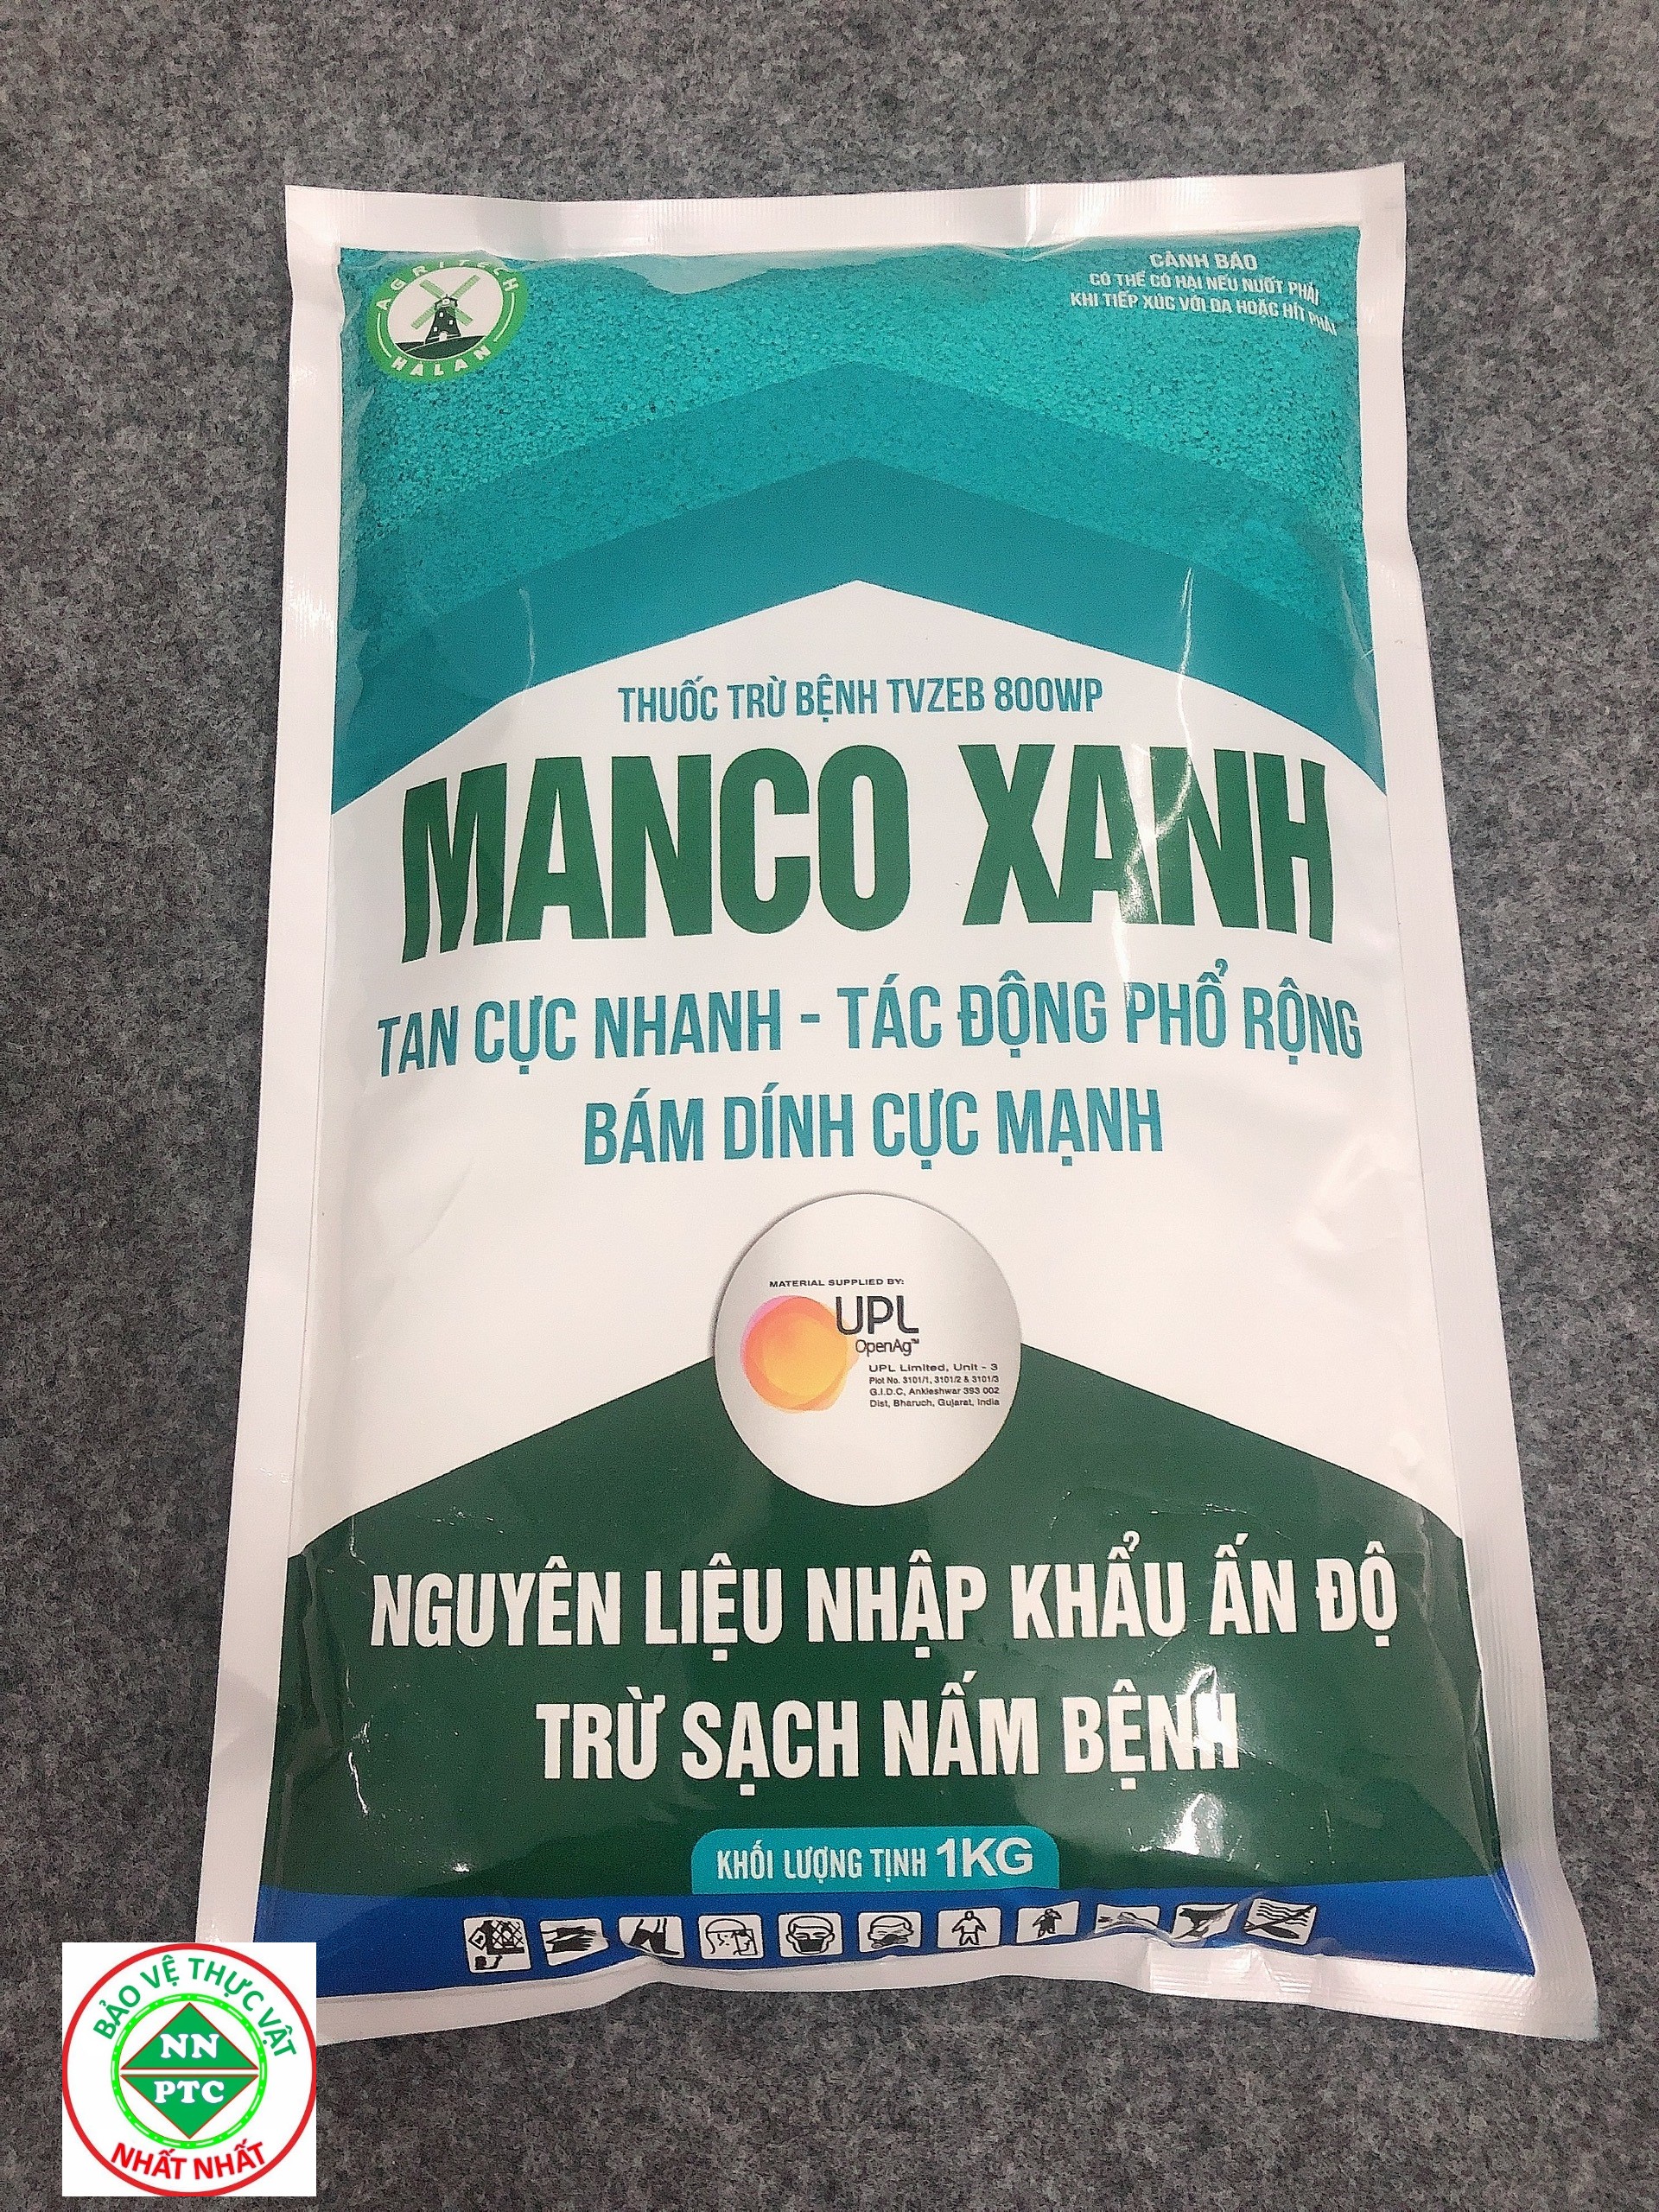 AGRITECH
HÀ LAN
CẢNH BÁO
CÓ THỂ CÓ HẠI NẾU NUỐT PHẢI
KHI TIẾP XÚC VỚI DA HOẶC HÍT PHẢI
THUỐC TRỪ BỆNH TVZEB 800WP
MANCO XANH
TAN CỰC NHANH - TÁC ĐỘNG PHỔ RỘNG
BÁM DÍNH CỰC MẠNH
MATERIAL SUPPLIED BY:
UPL
OpenAg™
UPL Limited, Unit - 3
Plot No. 3101/1, 3101/2 & 3101/3
G.I.D.C, Ankleshwar 393 002
Dist, Bharuch, Gujarat, India
NGUYÊN LIỆU NHẬP KHẨU ẤN ĐỘ
TRỪ SẠCH NẤM BỆNH
KHỐI LƯỢNG TỊNH 1KG
BẢO VỆ THỰC VẬT
NN
PTC
NHẤT NHẤT